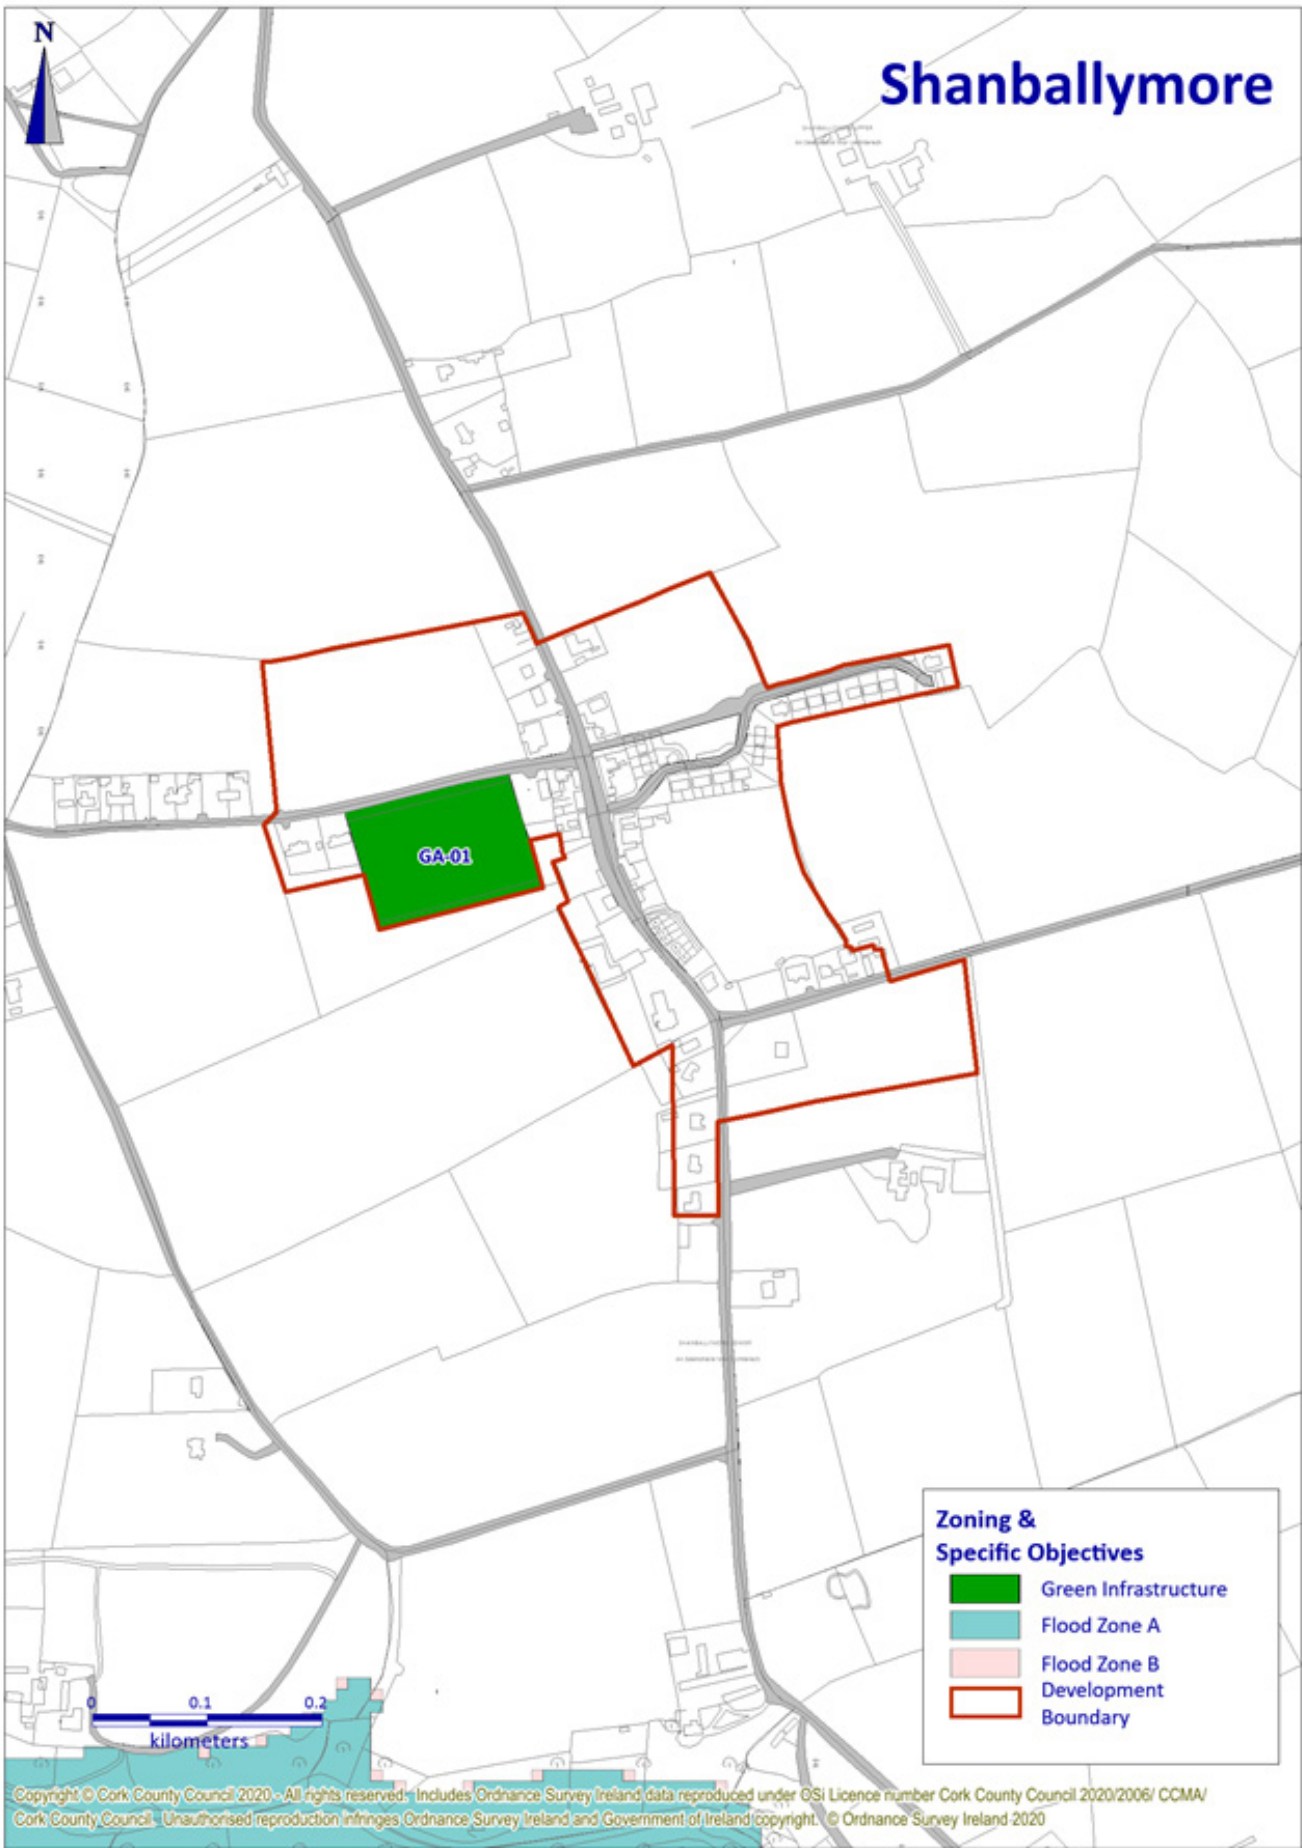 N
Shanballymore
GA-01
Zoning &
Specific Objectives
Green Infrastructure
Flood Zone A
Flood Zone B
Development
Boundary
0 0.1 0.2
kilometers
Copyright © Cork County Council 2020 - All rights reserved. Includes Ordnance Survey Ireland data reproduced under OSi Licence number Cork County Council 2020/2006/ CCMA/
Cork County Council. Unauthorised reproduction infringes Ordnance Survey Ireland and Government of Ireland copyright. © Ordnance Survey Ireland 2020